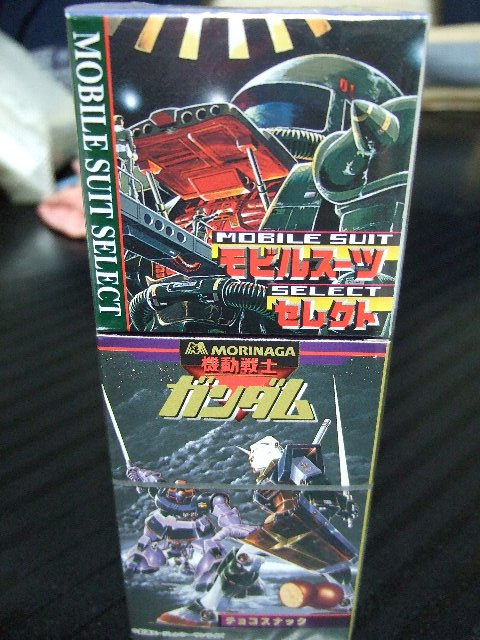 MOBILE SUIT SELECT
MOBILE SUIT
モビルスーツ
SELECT
セレクト
MORINAGA
機動戦士
ガンダム
チョコスナック